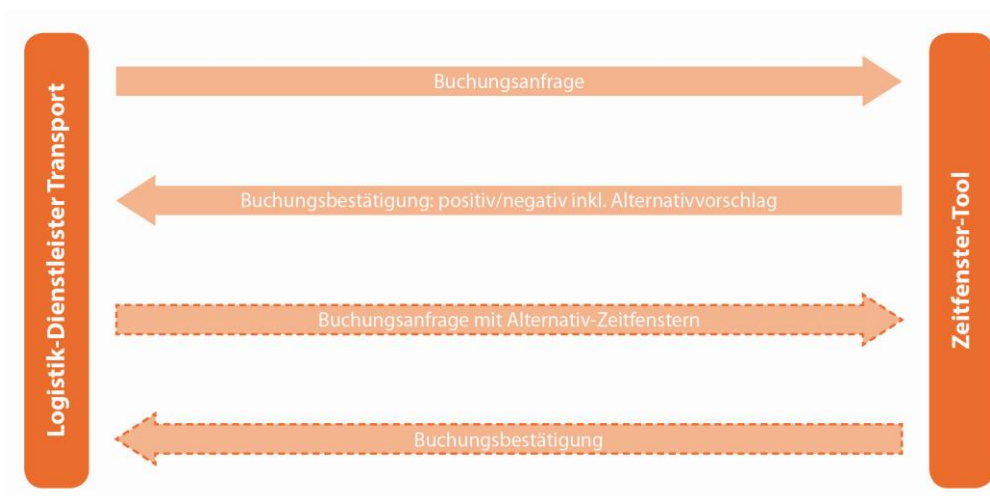 Logistik-Dienstleister Transport
Buchungsanfrage
Buchungsbestätigung: positiv/negativ inkl. Alternativvorschlag
Buchungsanfrage mit Alternativ-Zeitfenstern
Buchungsbestätigung
Zeitfenster-Tool